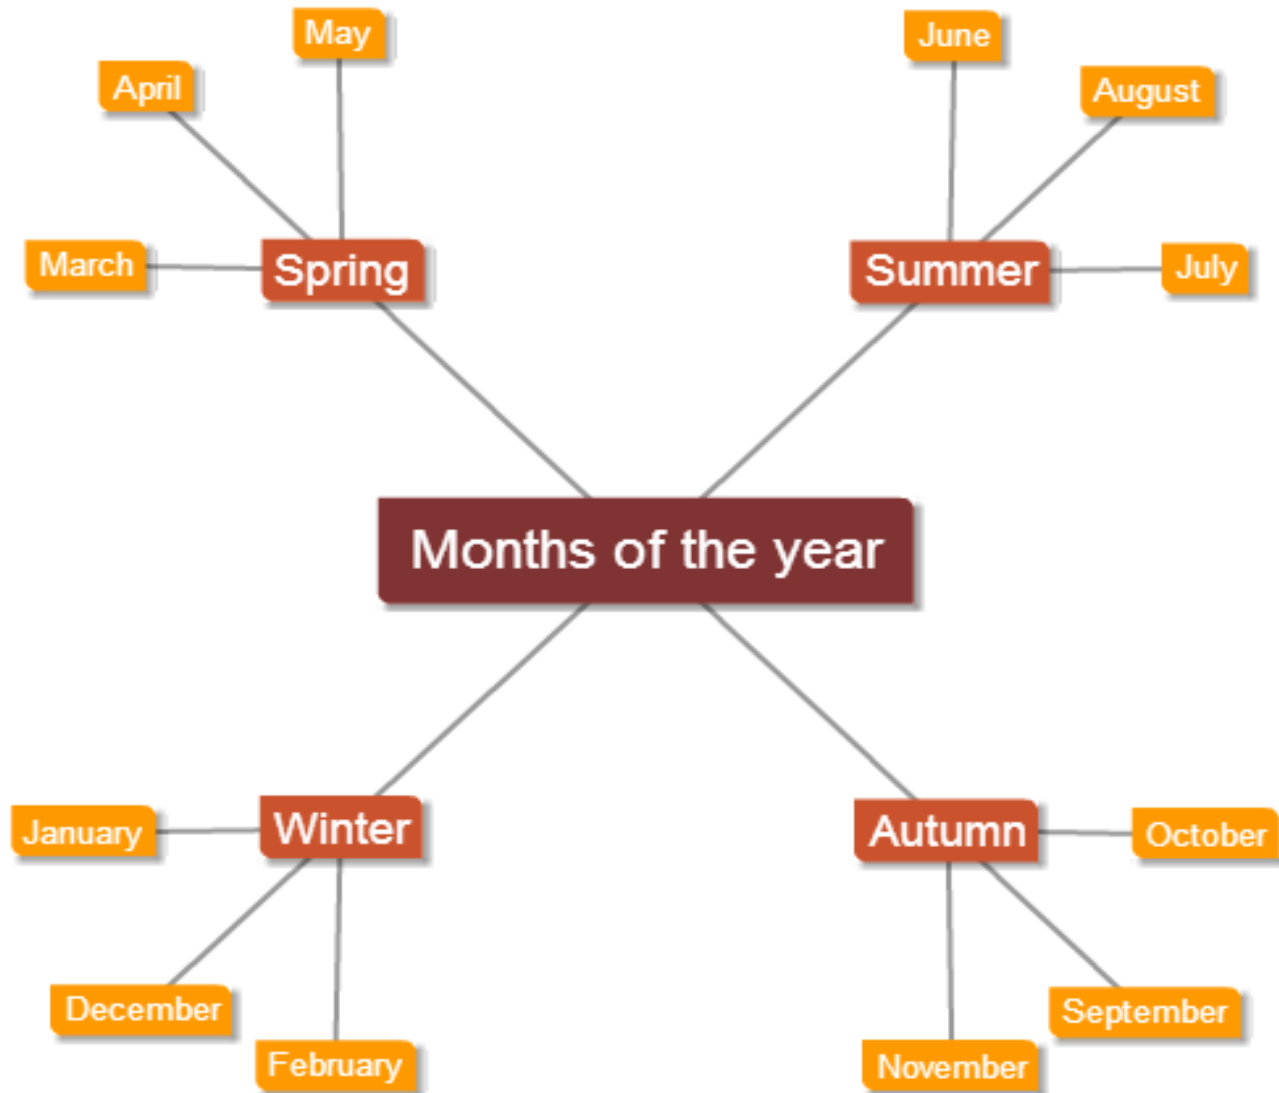 May
June
April
August
March
Spring
Summer
July
Months of the year
January
Winter
Autumn
October
December
September
February
November